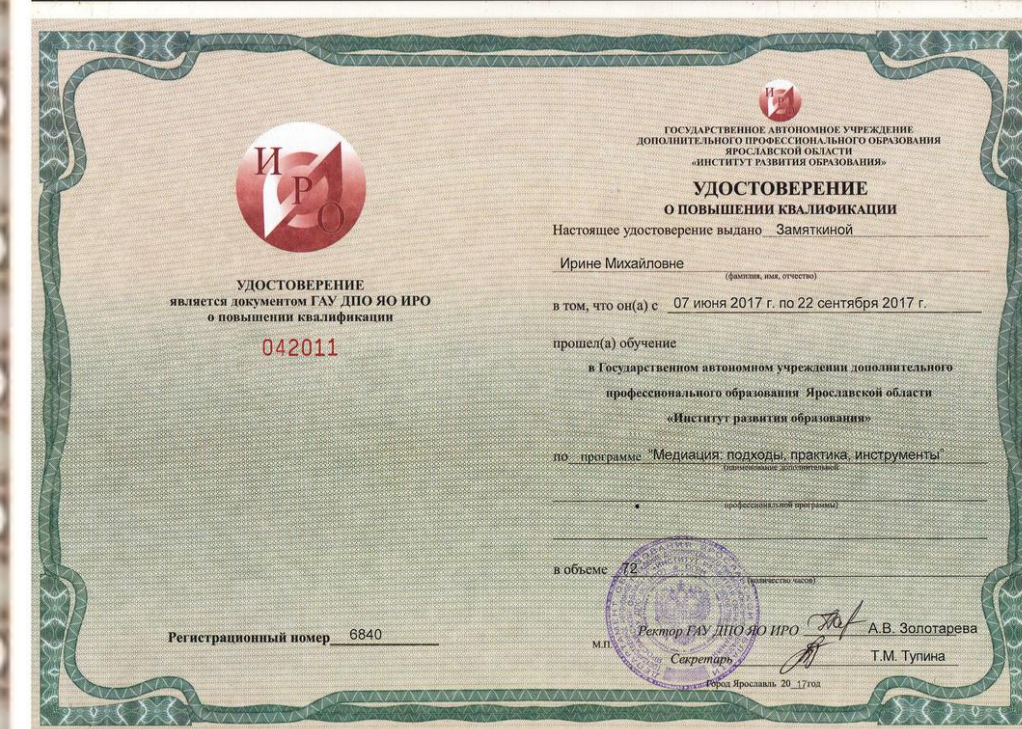 ИРО
УДОСТОВЕРЕНИЕ
является документом ГАУ ДПО ЯО ИРО
о повышении квалификации
042011
Регистрационный номер 6840
ИРО
ГОСУДАРСТВЕННОЕ АВТОНОМНОЕ УЧРЕЖДЕНИЕ
ДОПОЛНИТЕЛЬНОГО ПРОФЕССИОНАЛЬНОГО ОБРАЗОВАНИЯ
ЯРОСЛАВСКОЙ ОБЛАСТИ
«ИНСТИТУТ РАЗВИТИЯ ОБРАЗОВАНИЯ»
УДОСТОВЕРЕНИЕ
О ПОВЫШЕНИИ КВАЛИФИКАЦИИ
Настоящее удостоверение выдано Замяткиной
Ирине Михайловне
(фамилия, имя, отчество)
в том, что он(а) с 07 июня 2017 г. по 22 сентября 2017 г.
прошел(а) обучение
в Государственном автономном учреждении дополнительного
профессионального образования Ярославской области
«Институт развития образования»
по программе "Медиация: подходы, практика, инструменты"
(наименование дополнительной
профессиональной программы)
в объеме 72
(количество часов)
Ректор ГАУ ДПО ЯО ИРО А.В. Золотарева
М.П.
Секретарь Т.М. Тупина
Город Ярославль 20 17год